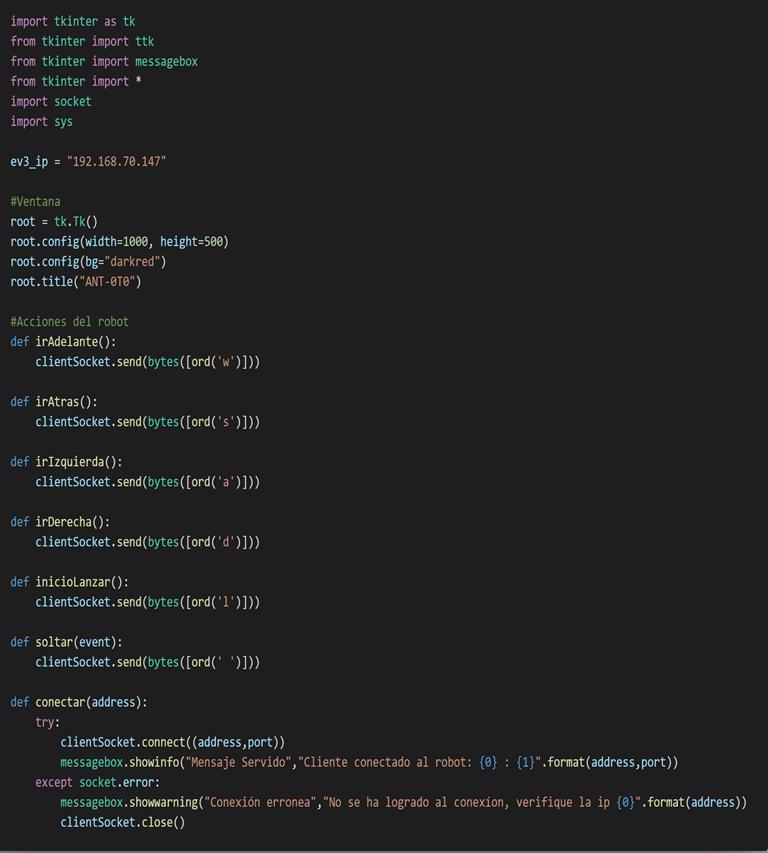 import tkinter as tk
from tkinter import ttk
from tkinter import messagebox
from tkinter import *
import socket
import sys

ev3_ip = "192.168.70.147"

#Ventana
root = tk.Tk()
root.config(width=1000, height=500)
root.config(bg="darkred")
root.title("ANT-0T0")

#Acciones del robot
def irAdelante():
    clientSocket.send(bytes([ord('w')]))

def irAtras():
    clientSocket.send(bytes([ord('s')]))

def irIzquierda():
    clientSocket.send(bytes([ord('a')]))

def irDerecha():
    clientSocket.send(bytes([ord('d')]))

def inicioLanzar():
    clientSocket.send(bytes([ord('l')]))

def soltar(event):
    clientSocket.send(bytes([ord(' ')]))

def conectar(address):
    try:
        clientSocket.connect((address,port))
        messagebox.showinfo("Mensaje Servido","Cliente conectado al robot: {0} : {1}".format(address,port))
    except socket.error:
        messagebox.showwarning("Conexión erronea","No se ha logrado al conexion, verifique la ip {0}".format(address))
        clientSocket.close()